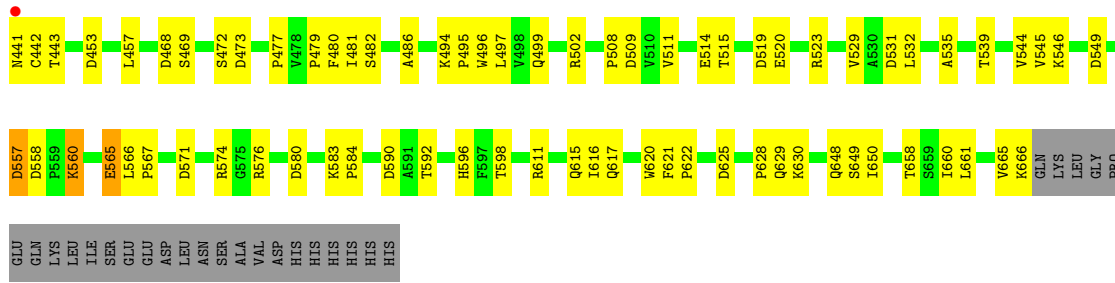 N441 C442 T443 D453 L457 D468 S469 S472 D473 P477 V478 P479 F480 I481 S482 A486 K494 P495 W496 L497 V498 Q499 R502 P508 D509 V510 V511 E514 T515 D519 E520 R523 V529 A530 D531 L532 A535 T539 V544 V545 K546 D549
D557 D558 P559 K560 E565 L566 P567 D571 R574 G575 R576 D580 K583 P584 D590 A591 T592 H596 F597 T598 R611 Q615 I616 Q617 W620 F621 P622 D625 P628 Q629 K630 Q648 S649 I650 T658 S659 I660 L661 V665 K666 GLN LYS LEU GLY PRO
GLU GLN LYS LEU ILE SER GLU GLU ASP LEU ASN SER ALA VAL ASP HIS HIS HIS HIS HIS HIS